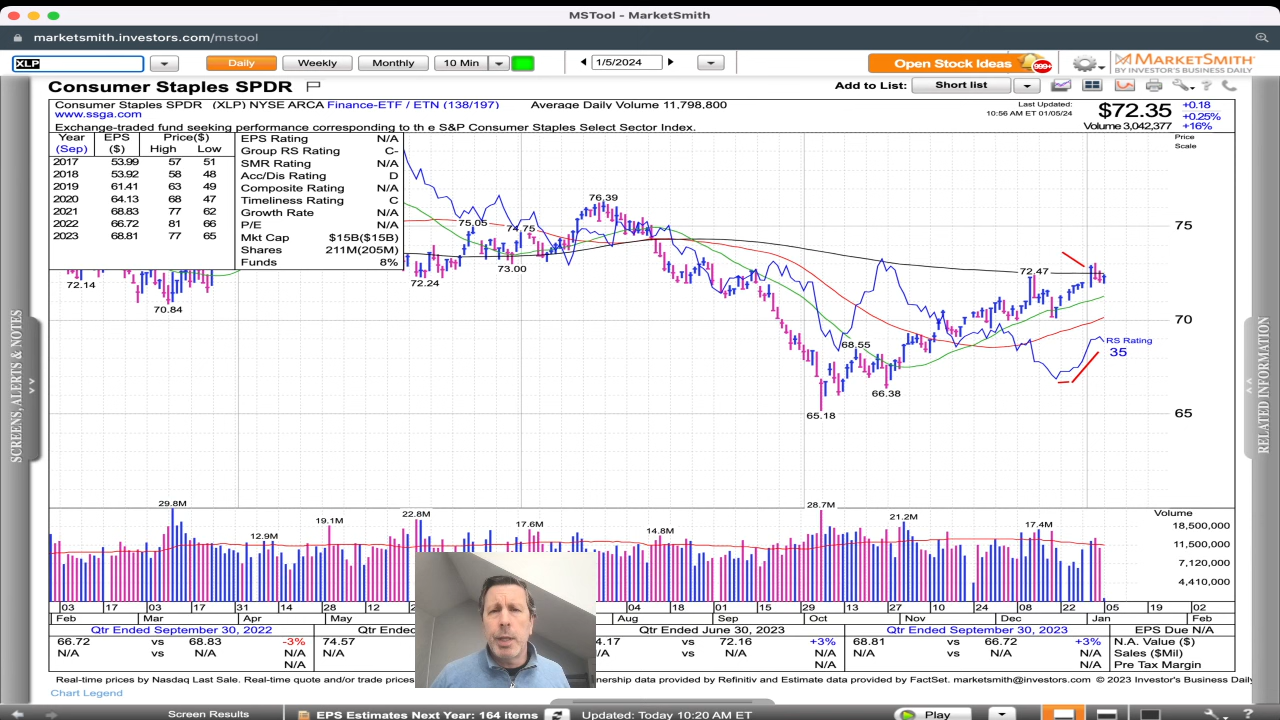 MSTool - MarketSmith
marketsmith.investors.com/mstool
XLP Daily Weekly Monthly 10 Min 1/5/2024 Open Stock Ideas 999+ MarketSmith
BY INVESTOR'S BUSINESS DAILY
Consumer Staples SPDR Add to List: Short list
Consumer Staples SPDR (XLP) NYSE ARCA Finance-ETF / ETN (138/197) Average Daily Volume 11,798,800
www.ssga.com
Exchange-traded fund seeking performance corresponding to th e S&P Consumer Staples Select Sector Index.
Last Updated:
10:56 AM ET 01/05/24
$72.35 +0.18
+0.25%
Volume 3,042,377 +16%
Year EPS Price($)
(Sep) ($) High Low
2017 53.99 57 51
2018 53.92 58 48
2019 61.41 63 49
2020 64.13 68 47
2021 68.83 77 62
2022 66.72 81 66
2023 68.81 77 65
EPS Rating N/A
Group RS Rating C-
SMR Rating N/A
Acc/Dis Rating D
Composite Rating N/A
Timeliness Rating C
Growth Rate N/A
P/E N/A
Mkt Cap $15B($15B)
Shares 211M(205M)
Funds 8%
Price
Scale
75
70
65
72.14
70.84
72.24
75.05
73.00
74.75
76.39
65.18
68.55
66.38
72.47
RS Rating
35
SCREENS, ALERTS & NOTES
RELATED INFORMATION
29.8M
12.9M
19.1M
22.8M
17.6M
14.8M
28.7M
21.2M
17.4M
Volume
18,500,000
11,500,000
7,120,000
4,410,000
03 17 03 17 31 14 28 12 04 18 01 15 29 13 27 10 24 08 22 05 19 02
Feb Mar Apr May Aug Sep Oct Nov Dec Jan Feb
Qtr Ended September 30, 2022 Qtr Ended June 30, 2023 Qtr Ended September 30, 2023 EPS Due N/A
66.72 vs 68.83 -3% 74.57 vs 72.16 +3% 68.81 vs 66.72 +3% N.A. Value ($)
N/A vs N/A N/A N/A vs N/A N/A N/A vs N/A N/A Sales ($Mil)
N/A N/A N/A Pre Tax Margin
Real-time prices by Nasdaq Last Sale. Real-time quote and/or trade prices nership data provided by Refinitiv and Estimate data provided by FactSet. marketsmith@investors.com © 2023 Investor's Business Daily
Chart Legend
Screen Results EPS Estimates Next Year: 164 items Updated: Today 10:20 AM ET Play